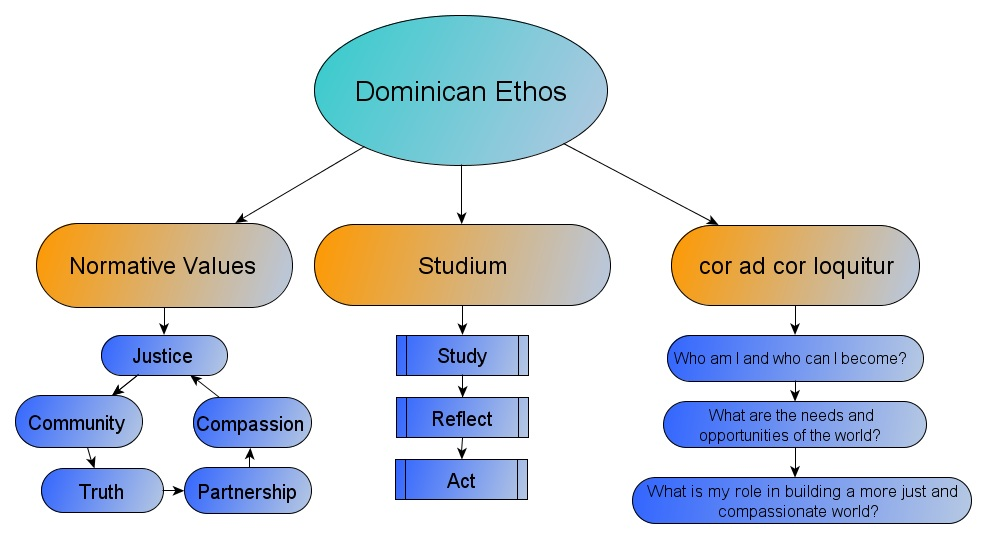 Dominican Ethos
Normative Values
Studium
cor ad cor loquitur
Justice
Community
Truth
Partnership
Compassion
Study
Reflect
Act
Who am I and who can I become?
What are the needs and
opportunities of the world?
What is my role in building a more just and
compassionate world?